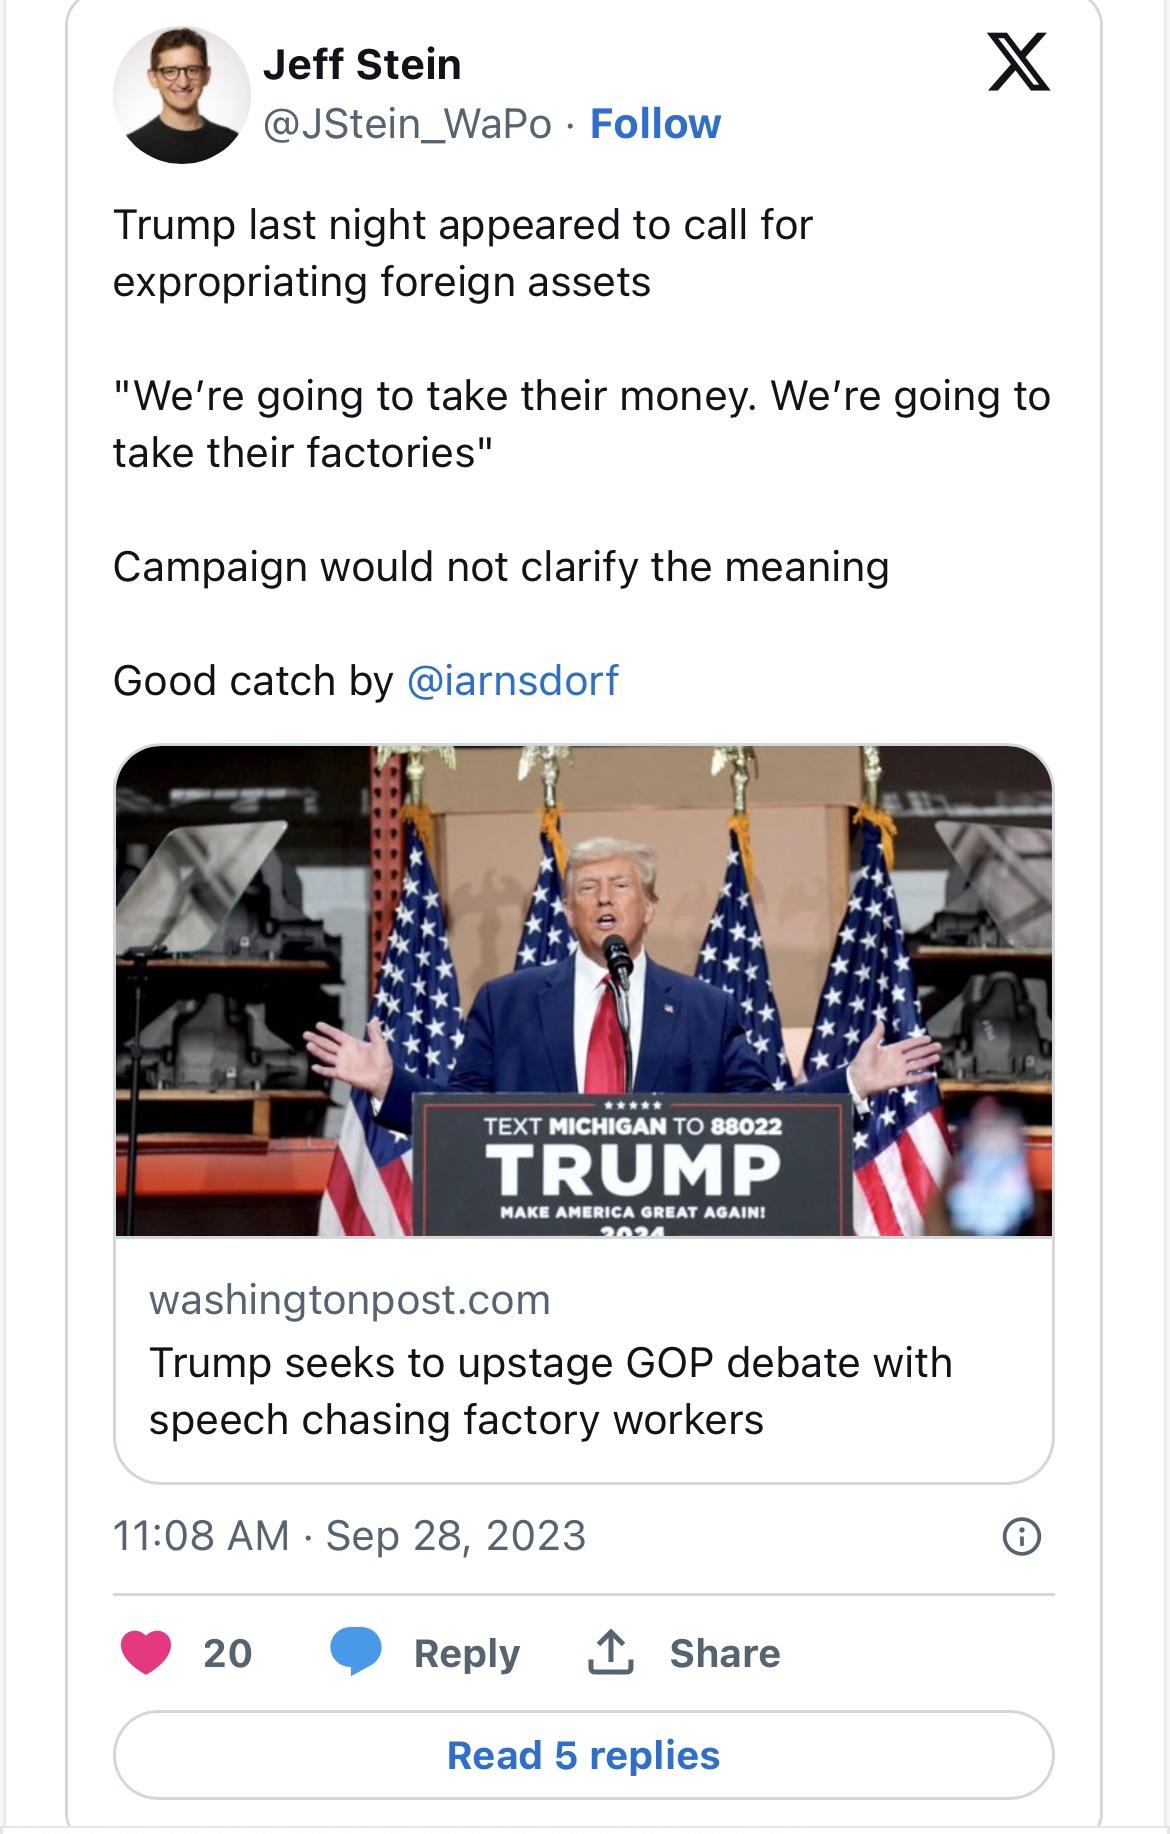 Jeff Stein
@JStein_WaPo · Follow
Trump last night appeared to call for
expropriating foreign assets
"We’re going to take their money. We’re going to
take their factories"
Campaign would not clarify the meaning
Good catch by @iarnsdorf
TEXT MICHIGAN TO 88022
TRUMP
MAKE AMERICA GREAT AGAIN!
2024
washingtonpost.com
Trump seeks to upstage GOP debate with
speech chasing factory workers
11:08 AM · Sep 28, 2023
20 Reply Share
Read 5 replies